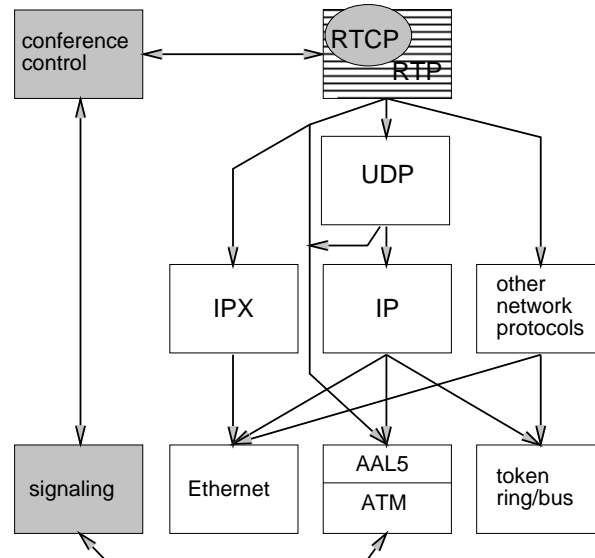 conference
control
RTCP
RTP
UDP
IPX
IP
other
network
protocols
signaling
Ethernet
AAL5
ATM
token
ring/bus